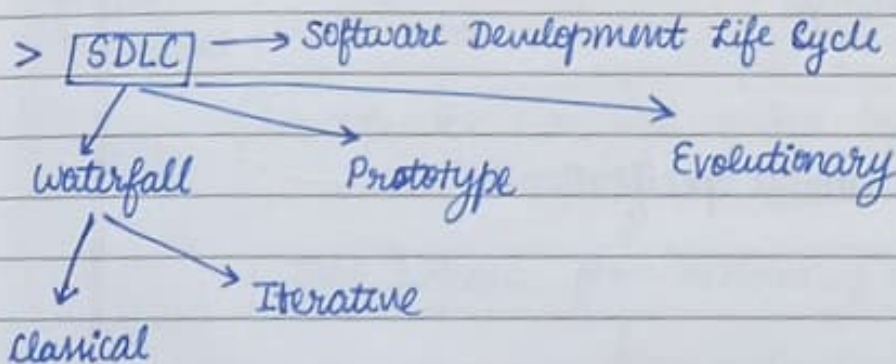 > SDLC → Software Development Life Cycle
Waterfall Prototype Evolutionary
Classical Iterative